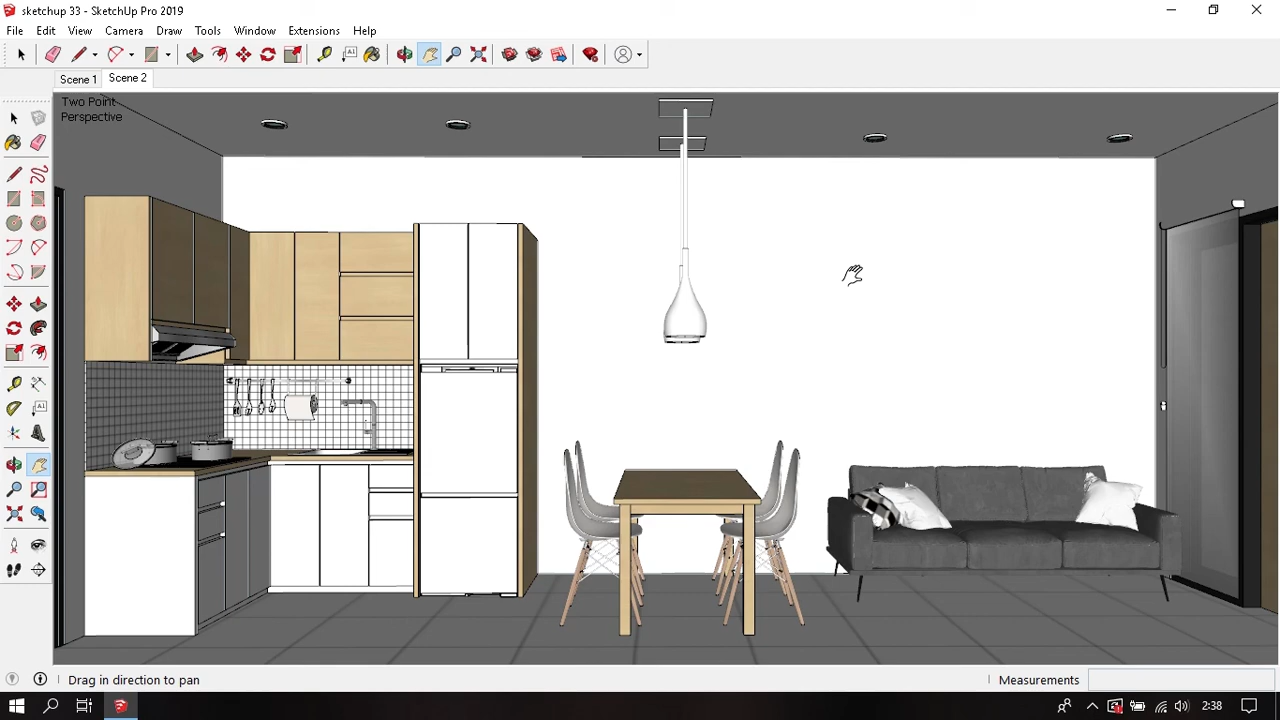 sketchup 33 - SketchUp Pro 2019
File Edit View Camera Draw Tools Window Extensions Help
Scene 1 Scene 2
Two Point
Perspective
Drag in direction to pan
Measurements
2:38